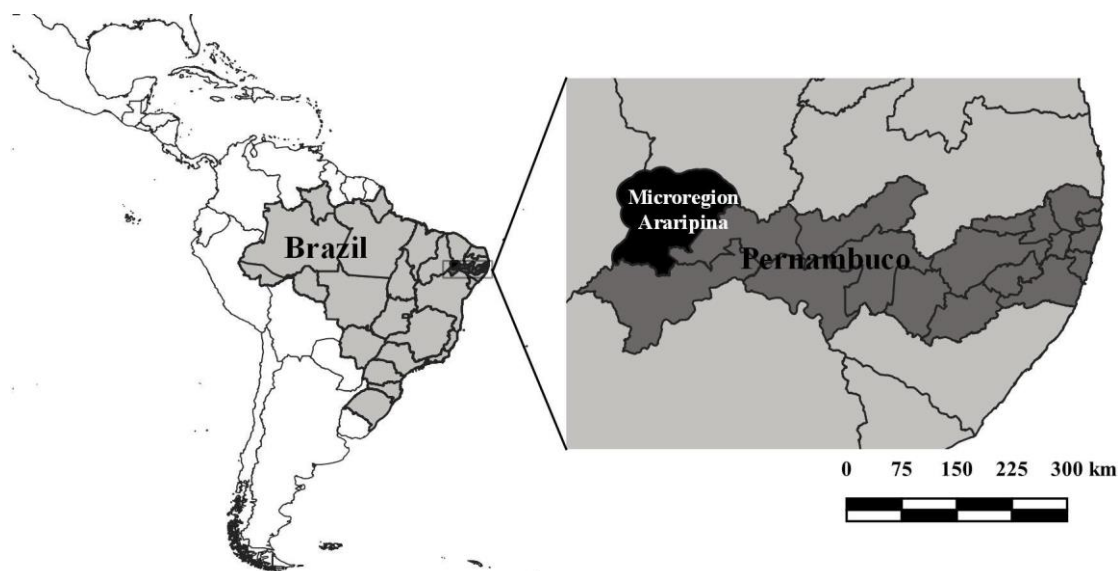 Brazil
Microregion
Araripina
Pernambuco
0 75 150 225 300 km